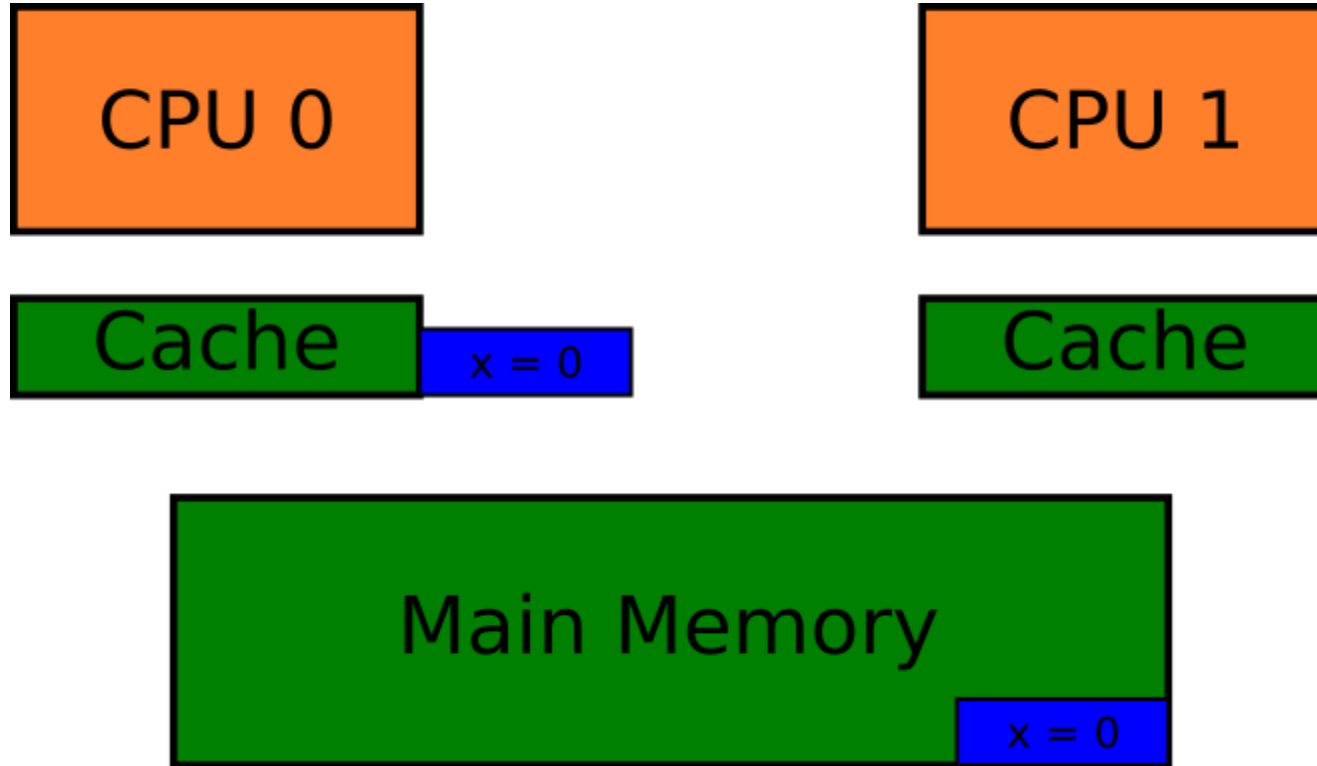 CPU 0
CPU 1
Cache
x = 0
Cache
Main Memory
x = 0